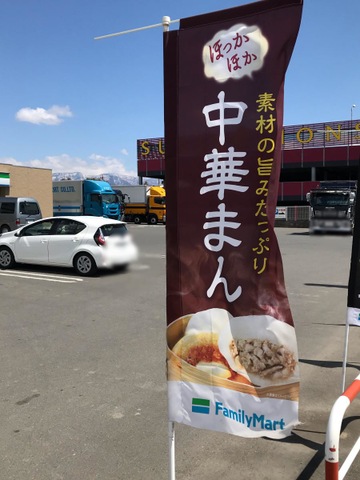 ほっか
ほか
中華まん
素材の旨みたっぷり
FamilyMart